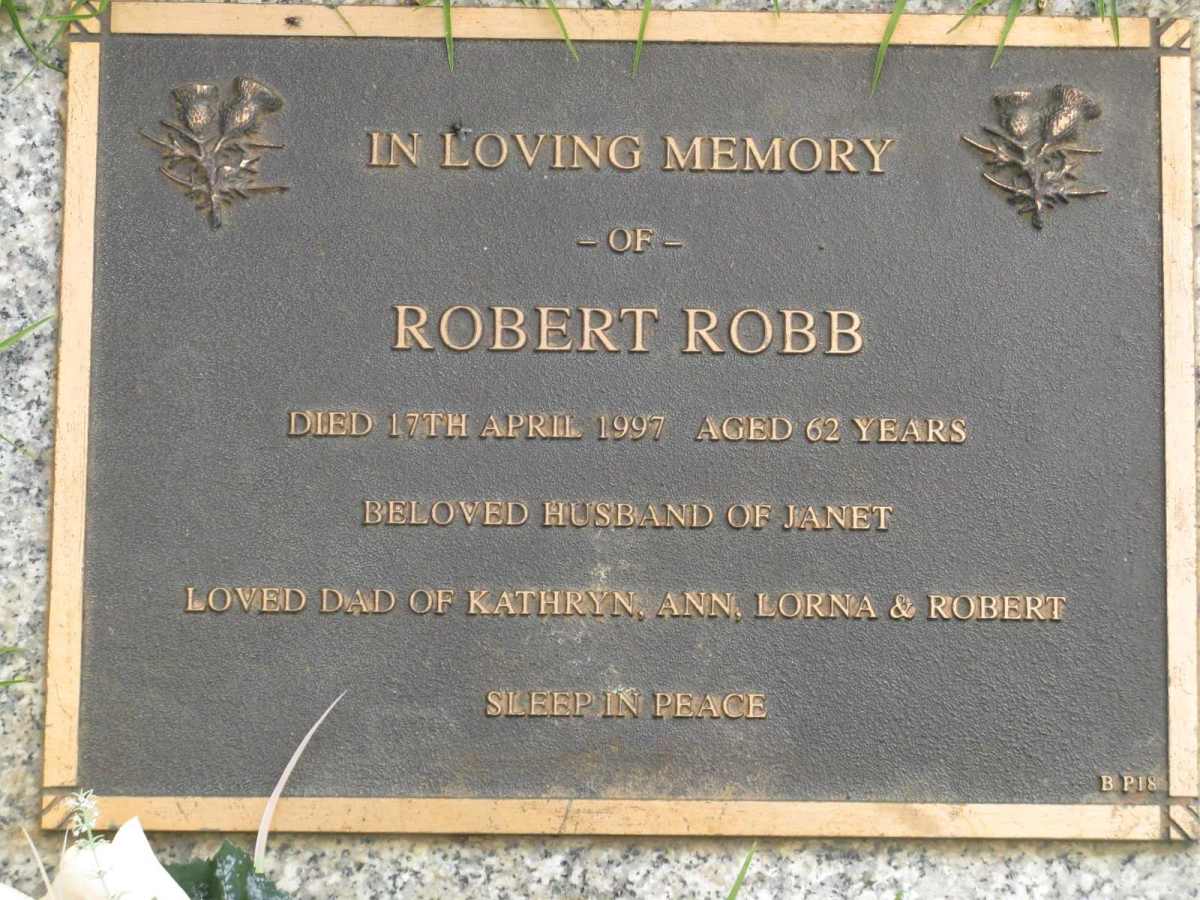 IN LOVING MEMORY
– OF –
ROBERT ROBB
DIED 17TH APRIL 1997 AGED 62 YEARS
BELOVED HUSBAND OF JANET
LOVED DAD OF KATHRYN, ANN, LORNA & ROBERT
SLEEP IN PEACE
B P18